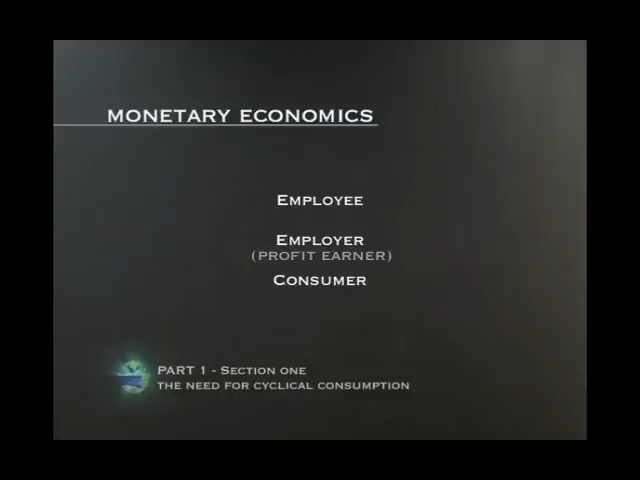 MONETARY ECONOMICS
EMPLOYEE
EMPLOYER
(PROFIT EARNER)
CONSUMER
PART 1 - SECTION ONE
THE NEED FOR CYCLICAL CONSUMPTION